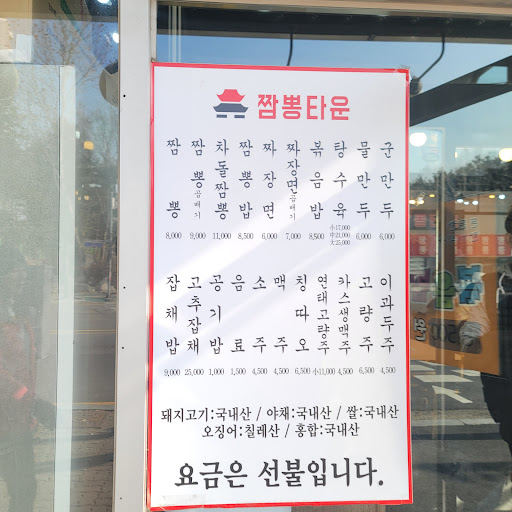 짬뽕타운
짬뽕 8,000
짬뽕곱배기 9,000
차돌짬뽕 11,000
짬뽕밥 8,500
짜장면 6,000
짜장면곱배기 7,000
볶음밥 8,500
탕수육 小17,000 中21,000 大25,000
물만두 6,000
군만두 6,000
잡채밥 9,000
고추잡채 25,000
공기밥 1,000
음료 1,500
소주 4,500
맥주 4,500
칭따오 6,500
연태고량주 小11,000
카스생맥주 4,500
고량주 6,500
이과두주 4,500
돼지고기:국내산 / 야채:국내산 / 쌀:국내산
오징어:칠레산 / 홍합:국내산
요금은 선불입니다.